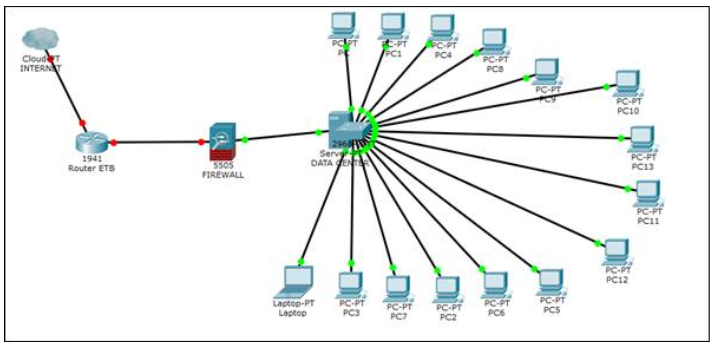 Cloud-PT
INTERNET
1941
Router ETB
5505
FIREWALL
2960
Server
DATA CENTER
PC-PT
PC
PC-PT
PC1
PC-PT
PC4
PC-PT
PC8
PC-PT
PC9
PC-PT
PC10
PC-PT
PC13
PC-PT
PC11
PC-PT
PC12
Laptop-PT
Laptop
PC-PT
PC3
PC-PT
PC7
PC-PT
PC2
PC-PT
PC6
PC-PT
PC5